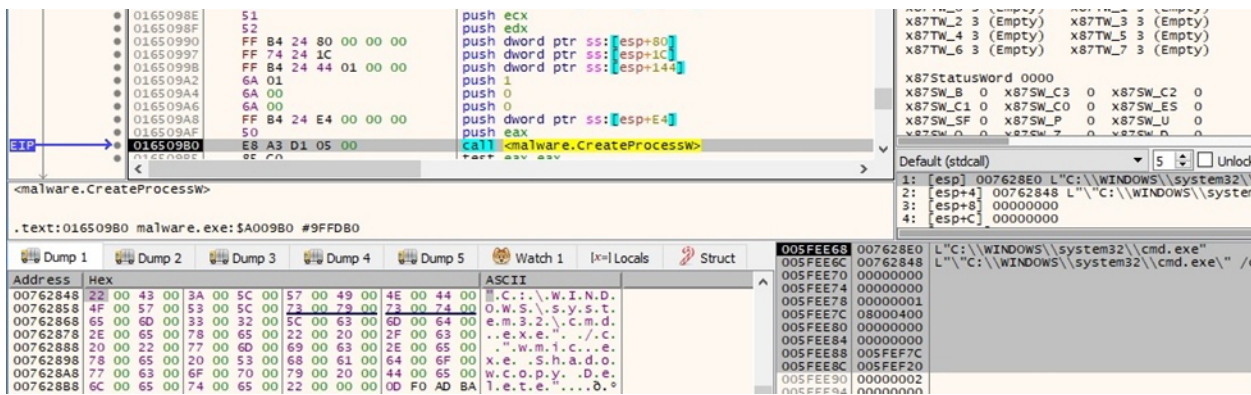 0165098E 51 push ecx
0165098F 52 push edx
01650990 FF B4 24 80 00 00 00 push dword ptr ss:[esp+80]
01650997 FF 74 24 1C push dword ptr ss:[esp+1C]
0165099B FF B4 24 44 01 00 00 push dword ptr ss:[esp+144]
016509A2 6A 01 push 1
016509A4 6A 00 push 0
016509A6 6A 00 push 0
016509A8 FF B4 24 E4 00 00 00 push dword ptr ss:[esp+E4]
016509AF 50 push eax
EIP 016509B0 E8 A3 D1 05 00 call <malware.CreateProcessW>
016509B5 85 C0 test eax,eax
<malware.CreateProcessW>
.text:016509B0 malware.exe:$A009B0 #9FFDB0
x87TW_2 3 (Empty) x87TW_3 3 (Empty)
x87TW_4 3 (Empty) x87TW_5 3 (Empty)
x87TW_6 3 (Empty) x87TW_7 3 (Empty)
x87StatusWord 0000
x87SW_B 0 x87SW_C3 0 x87SW_C2 0
x87SW_C1 0 x87SW_C0 0 x87SW_ES 0
x87SW_SF 0 x87SW_P 0 x87SW_U 0
x87SW_O 0 x87SW_Z 0 x87SW_D 0
Default (stdcall) 5 Unlock
1: [esp] 007628E0 L"C:\\WINDOWS\\system32\\
2: [esp+4] 00762848 L"\"C:\\WINDOWS\\system
3: [esp+8] 00000000
4: [esp+C] 00000000
Dump 1 Dump 2 Dump 3 Dump 4 Dump 5 Watch 1 [x=] Locals Struct
Address Hex ASCII
00762848 22 00 43 00 3A 00 5C 00 57 00 49 00 4E 00 44 00 ".C.:.\.W.I.N.D.
00762858 4F 00 57 00 53 00 5C 00 73 00 79 00 73 00 74 00 O.W.S.\.s.y.s.t.
00762868 65 00 6D 00 33 00 32 00 5C 00 63 00 6D 00 64 00 e.m.3.2.\.c.m.d.
00762878 2E 00 65 00 78 00 65 00 22 00 20 00 2F 00 63 00 ..e.x.e.". ./.c.
00762888 20 00 22 00 77 00 6D 00 69 00 63 00 2E 00 65 00 .".w.m.i.c...e.
00762898 78 00 65 00 20 00 53 00 68 00 61 00 64 00 6F 00 x.e. .S.h.a.d.o.
007628A8 77 00 63 00 6F 00 70 00 79 00 20 00 44 00 65 00 w.c.o.p.y. .D.e.
007628B8 6C 00 65 00 74 00 65 00 22 00 00 00 0D F0 AD BA l.e.t.e."....ð.º
005FEE68 007628E0 L"C:\\WINDOWS\\system32\\cmd.exe"
005FEE6C 00762848 L"\"C:\\WINDOWS\\system32\\cmd.exe\" /
005FEE70 00000000
005FEE74 00000000
005FEE78 00000001
005FEE7C 08000400
005FEE80 00000000
005FEE84 00000000
005FEE88 005FEF7C
005FEE8C 005FEF20
005FEE90 00000002
005FEE94 00000000